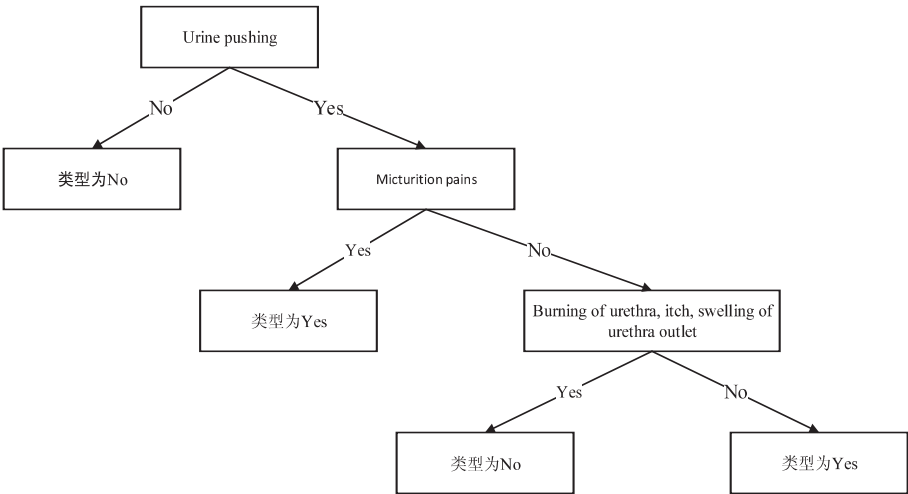 Urine pushing
No
Yes
类型为No
Micturition pains
Yes
No
类型为Yes
Burning of urethra, itch, swelling of
urethra outlet
Yes
No
类型为No
类型为Yes